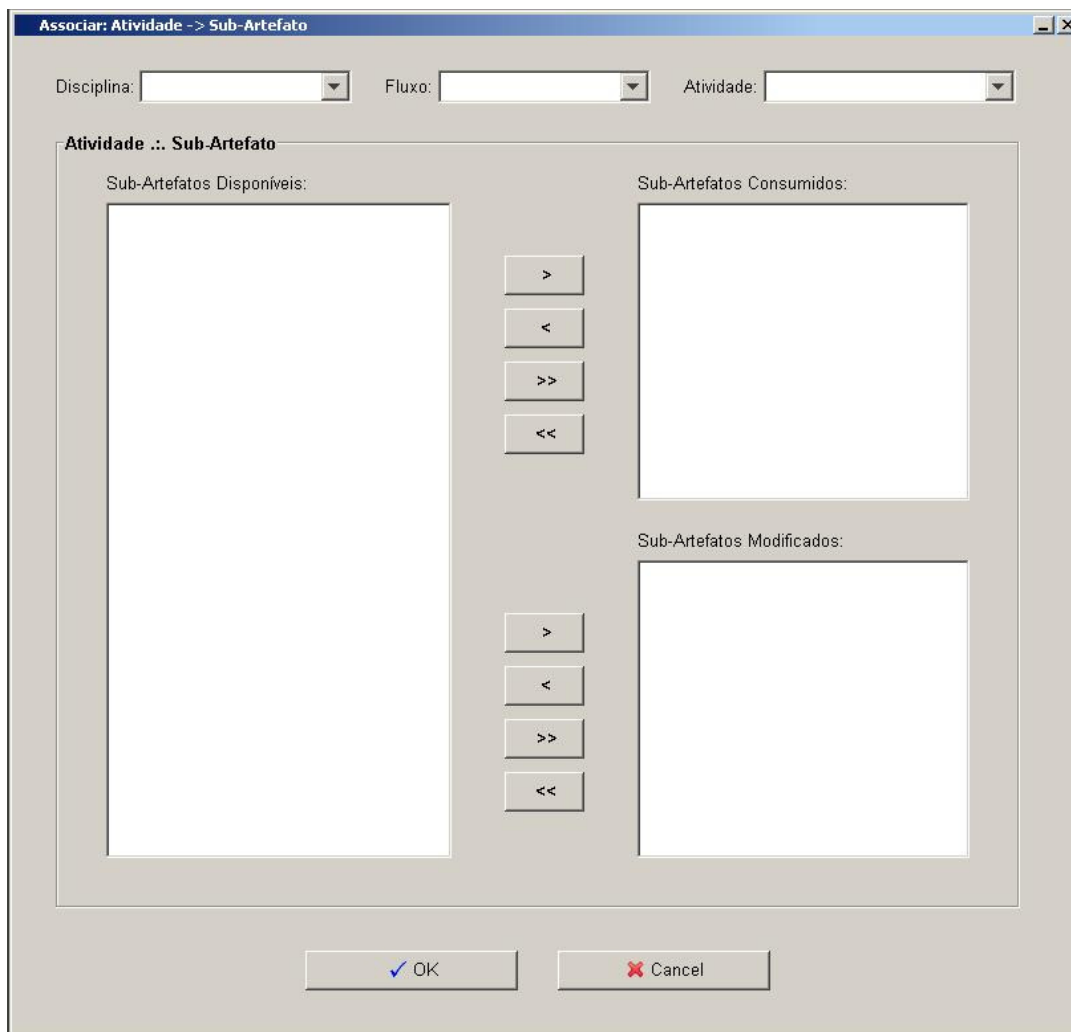 Associar: Atividade -> Sub-Artefato
Disciplina: Fluxo: Atividade:
Atividade .:. Sub-Artefato
Sub-Artefatos Disponíveis: Sub-Artefatos Consumidos:
>
<
>>
<<
Sub-Artefatos Modificados:
>
<
>>
<<
OK Cancel